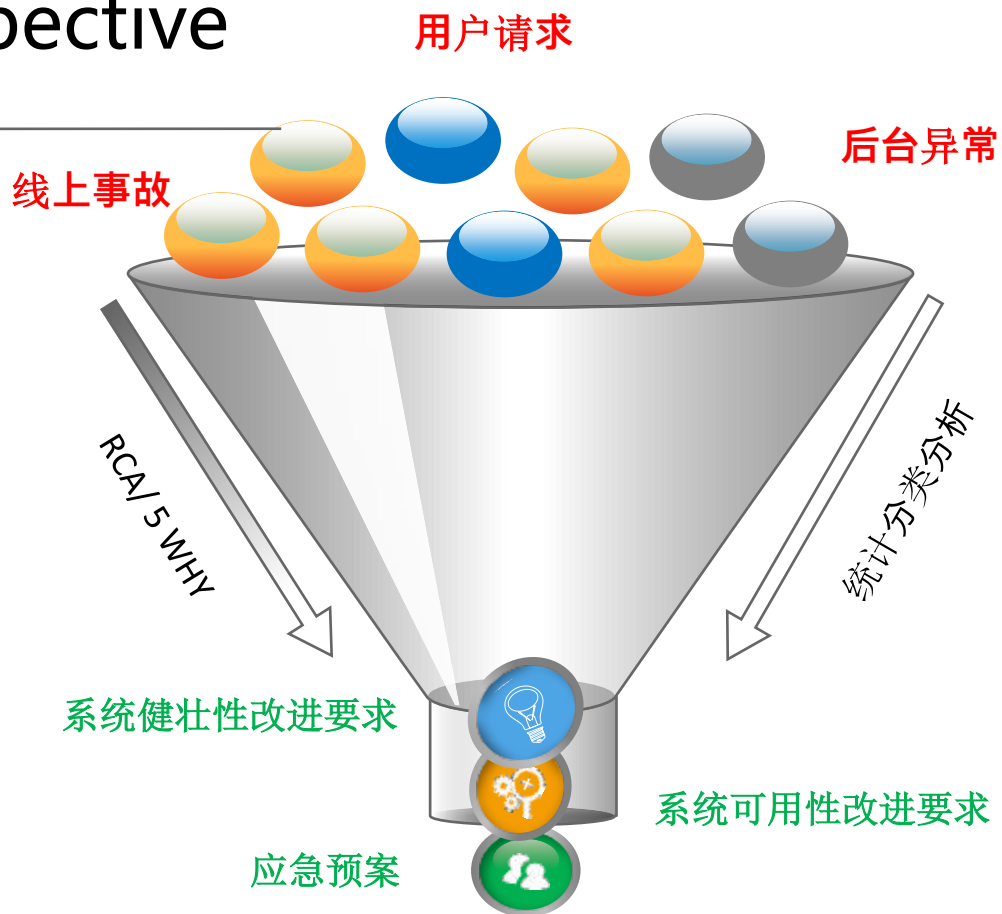 pective
用户请求
后台异常
线上事故
RCA/ 5 WHY
统计分类分析
系统健壮性改进要求
系统可用性改进要求
应急预案